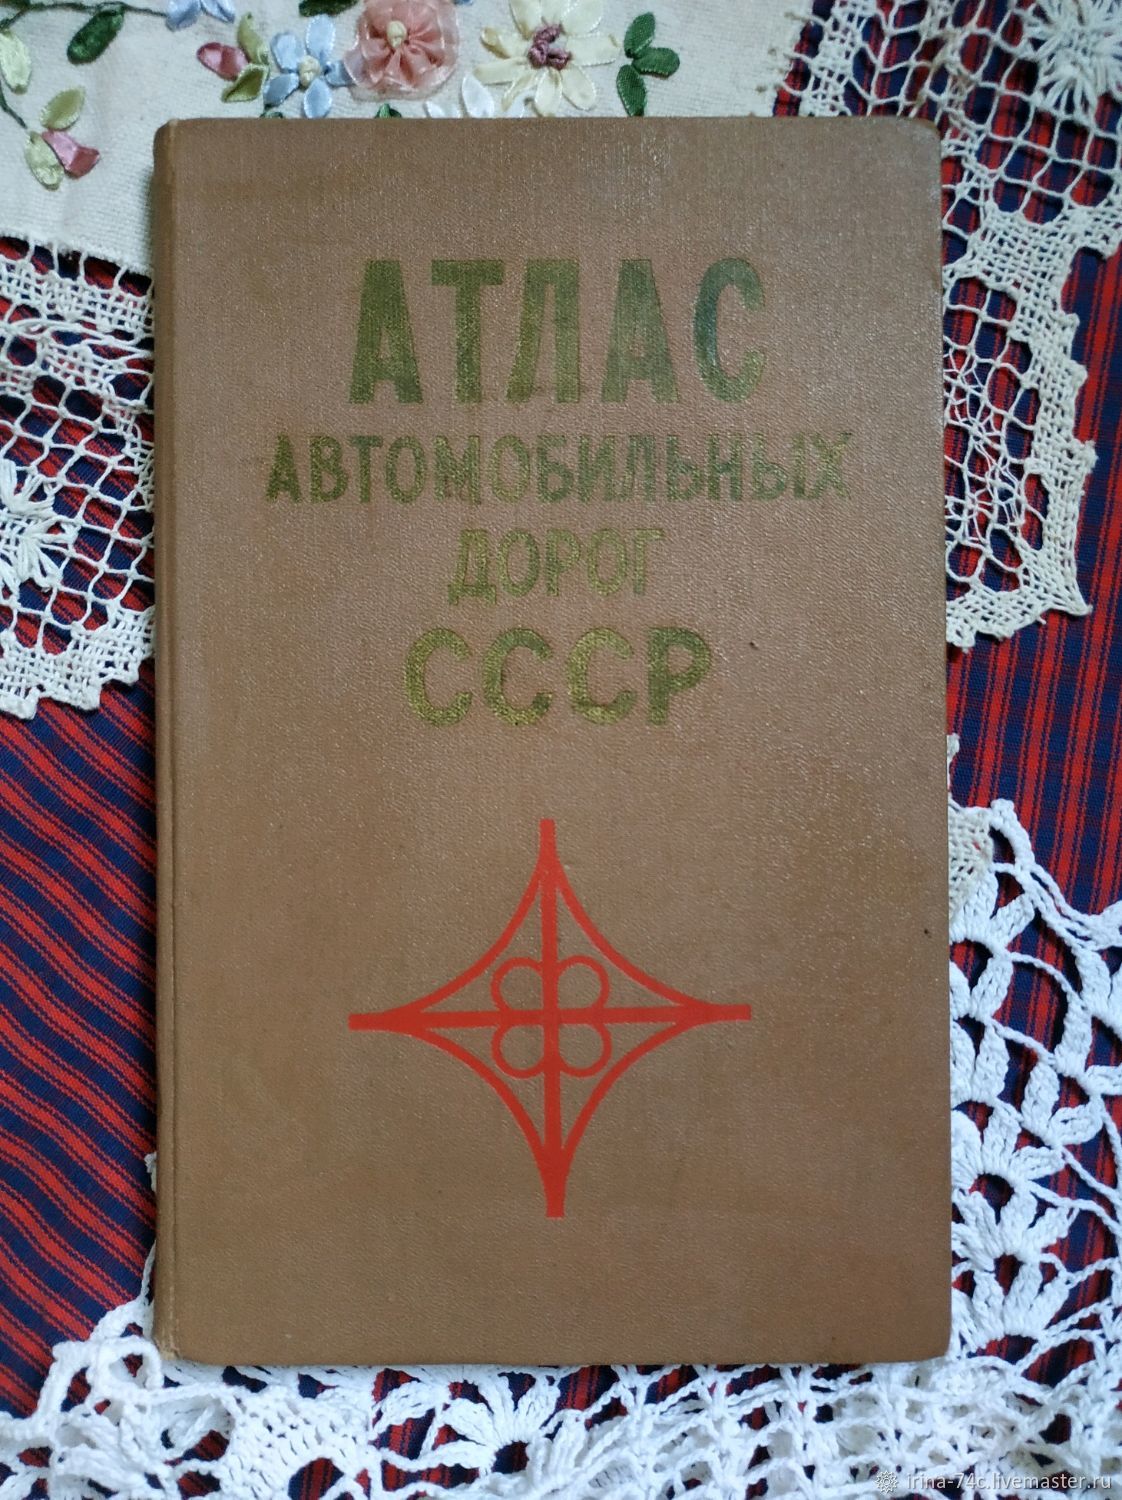 АТЛАС
АВТОМОБИЛЬНЫХ
ДОРОГ
СССР
irina-74c.livemaster.ru